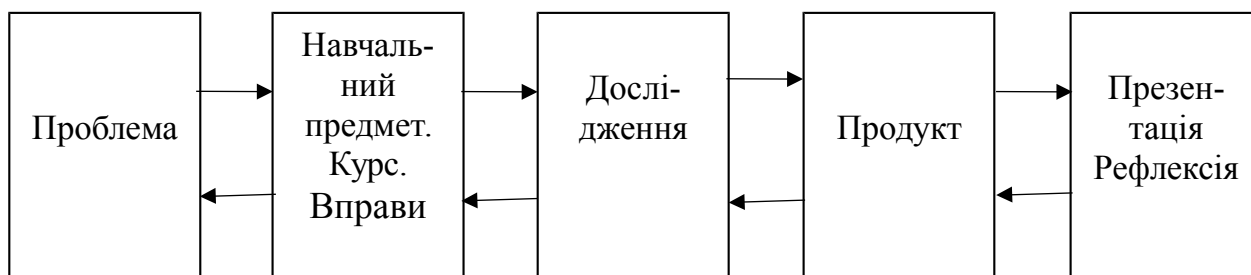 Проблема
Навчаль-
ний
предмет.
Курс.
Вправи
Дослі-
дження
Продукт
Презен-
тація
Рефлексія